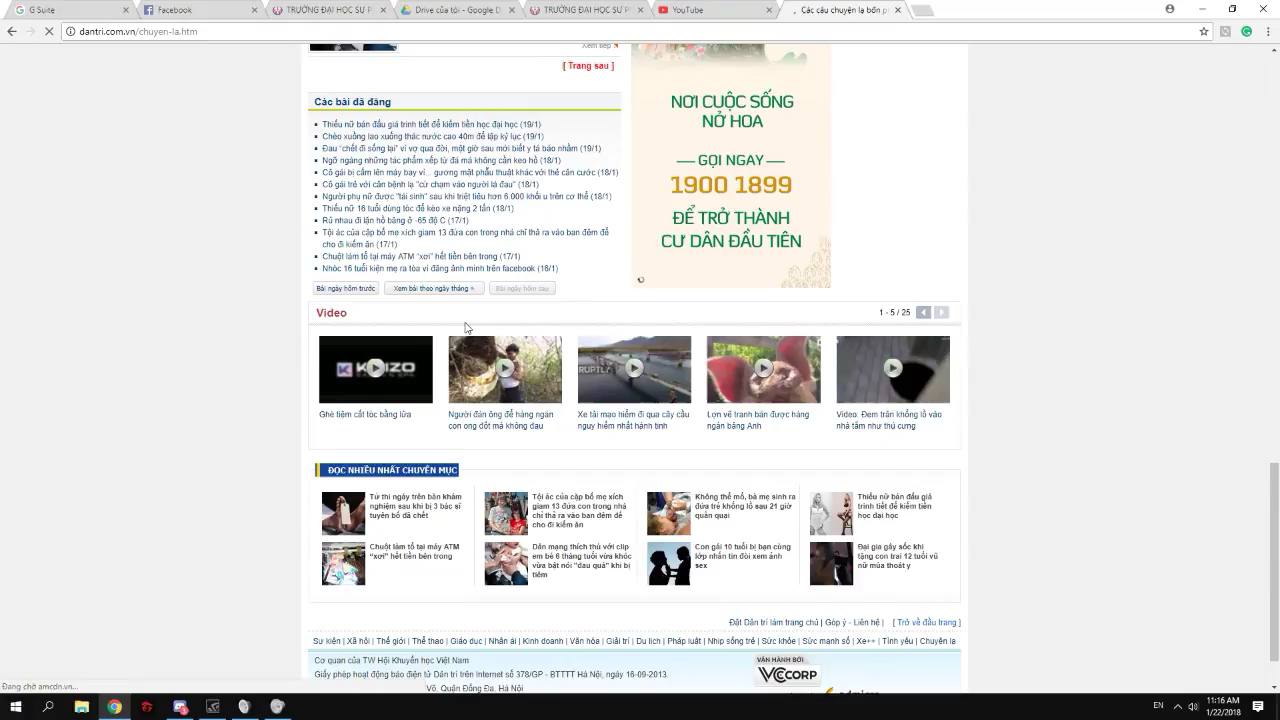 G Suite
Facebook
TRƯỜNG ĐẠI HỌC SƯ P
Drive của tôi - Google D
TRƯỜNG ĐẠI HỌC SƯ P
YouTube
Các câu chuyện lạ bốn p
dantri.com.vn/chuyen-la.htm
Xem tiếp
[ Trang sau ]
Các bài đã đăng
Thiếu nữ bán đấu giá trinh tiết để kiếm tiền học đại học (19/1)
Chèo xuồng lao xuống thác nước cao 40m để lập kỷ lục (19/1)
Đau "chết đi sống lại" vì vợ qua đời, một giờ sau mới biết y tá báo nhầm (19/1)
Ngỡ ngàng những tác phẩm xếp từ đá mà không cần keo hồ (18/1)
Cô gái bị cấm lên máy bay vì... gương mặt phẫu thuật khác với thẻ căn cước (18/1)
Cô gái trẻ với căn bệnh lạ "cứ chạm vào người là đau" (18/1)
Người phụ nữ được "tái sinh" sau khi triệt tiêu hơn 6.000 khối u trên cơ thể (18/1)
Thiếu nữ 16 tuổi dùng tóc để kéo xe nặng 2 tấn (18/1)
Rủ nhau đi lặn hồ băng ở -65 độ C (17/1)
Tội ác của cặp bố mẹ xích giam 13 đứa con trong nhà chỉ thả ra vào ban đêm để
cho đi kiếm ăn (17/1)
Chuột làm tổ tại máy ATM "xơi" hết tiền bên trong (17/1)
Nhóc 16 tuổi kiện mẹ ra tòa vì đăng ảnh mình trên facebook (16/1)
Bài ngày hôm trước
Xem bài theo ngày tháng »
Bài ngày hôm sau
NƠI CUỘC SỐNG
NỞ HOA
GỌI NGAY
1900 1899
ĐỂ TRỞ THÀNH
CƯ DÂN ĐẦU TIÊN
Video
1 - 5 / 25
KENZO
RUPTLY
Ghé tiệm cắt tóc bằng lửa
Người đàn ông để hàng ngàn
con ong đốt mà không đau
Xe tải mạo hiểm đi qua cây cầu
nguy hiểm nhất hành tinh
Lợn vẽ tranh bán được hàng
ngàn bảng Anh
Video: Đem trăn khổng lồ vào
nhà tắm như thú cưng
ĐỌC NHIỀU NHẤT CHUYÊN MỤC
Tử thi ngáy trên bàn khám
nghiệm sau khi bị 3 bác sĩ
tuyên bố đã chết
Tội ác của cặp bố mẹ xích
giam 13 đứa con trong nhà
chỉ thả ra vào ban đêm để
cho đi kiếm ăn
Không thể mổ, bà mẹ sinh ra
đứa trẻ khổng lồ sau 21 giờ
quằn quại
Thiếu nữ bán đấu giá
trinh tiết để kiếm tiền
học đại học
Chuột làm tổ tại máy ATM
"xơi" hết tiền bên trong
Dân mạng thích thú với clip
em bé 6 tháng tuổi vừa khóc
vừa bật nói "đau quá" khi bị
tiêm
Con gái 10 tuổi bị bạn cùng
lớp nhắn tin đòi xem ảnh
sex
Đại gia gây sốc khi
tặng con trai 12 tuổi vũ
nữ múa thoát y
Đặt Dân trí làm trang chủ | Góp ý - Liên hệ | [ Trở về đầu trang ]
Sự kiện | Xã hội | Thế giới | Thể thao | Giáo dục | Nhân ái | Kinh doanh | Văn hóa | Giải trí | Du lịch | Pháp luật | Nhịp sống trẻ | Sức khỏe | Sức mạnh số | Xe++ | Tình yêu | Chuyện lạ
Cơ quan của TW Hội Khuyến học Việt Nam
Giấy phép hoạt động báo điện tử Dân trí trên Internet số 378/GP - BTTTT Hà Nội, ngày 16-09-2013.
Võ, Quận Đống Đa, Hà Nội
VẬN HÀNH BỞI
VCCORP
admicro
Đang chờ amcdn.vn...
EN
11:16 AM
1/22/2018